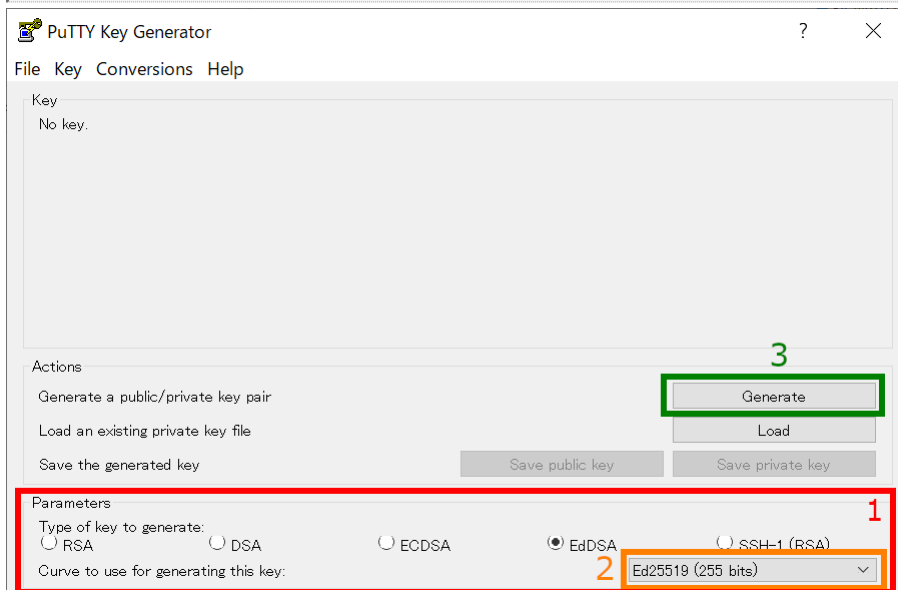 PuTTY Key Generator ?
File Key Conversions Help
Key
No key.
3
Actions
Generate a public/private key pair Generate
Load an existing private key file Load
Save the generated key Save public key Save private key
Parameters 1
Type of key to generate:
RSA DSA ECDSA EdDSA SSH-1 (RSA)
Curve to use for generating this key: 2 Ed25519 (255 bits)